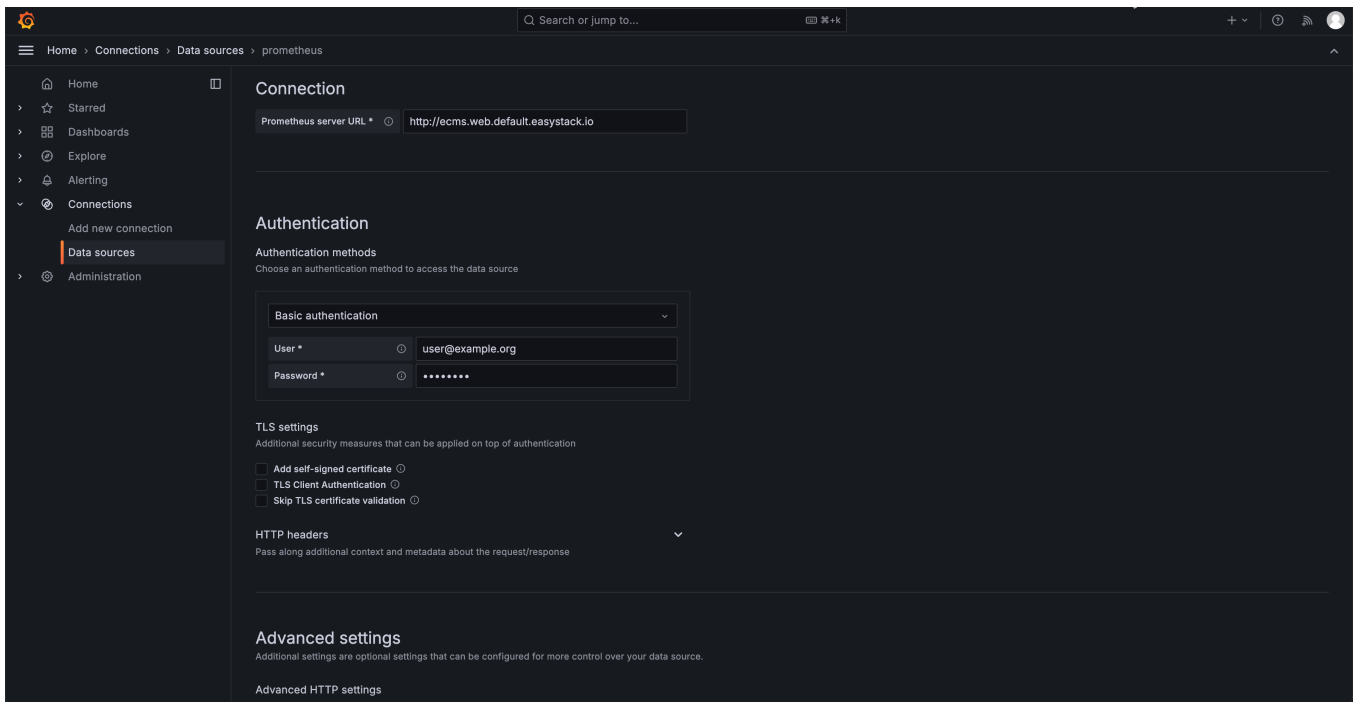 Search or jump to... ⌘+k
Home › Connections › Data sources › prometheus
Home
Starred
Dashboards
Explore
Alerting
Connections
Add new connection
Data sources
Administration
Connection
Prometheus server URL * http://ecms.web.default.easystack.io
Authentication
Authentication methods
Choose an authentication method to access the data source
Basic authentication
User * user@example.org
Password * ••••••••
TLS settings
Additional security measures that can be applied on top of authentication
Add self-signed certificate
TLS Client Authentication
Skip TLS certificate validation
HTTP headers
Pass along additional context and metadata about the request/response
Advanced settings
Additional settings are optional settings that can be configured for more control over your data source.
Advanced HTTP settings